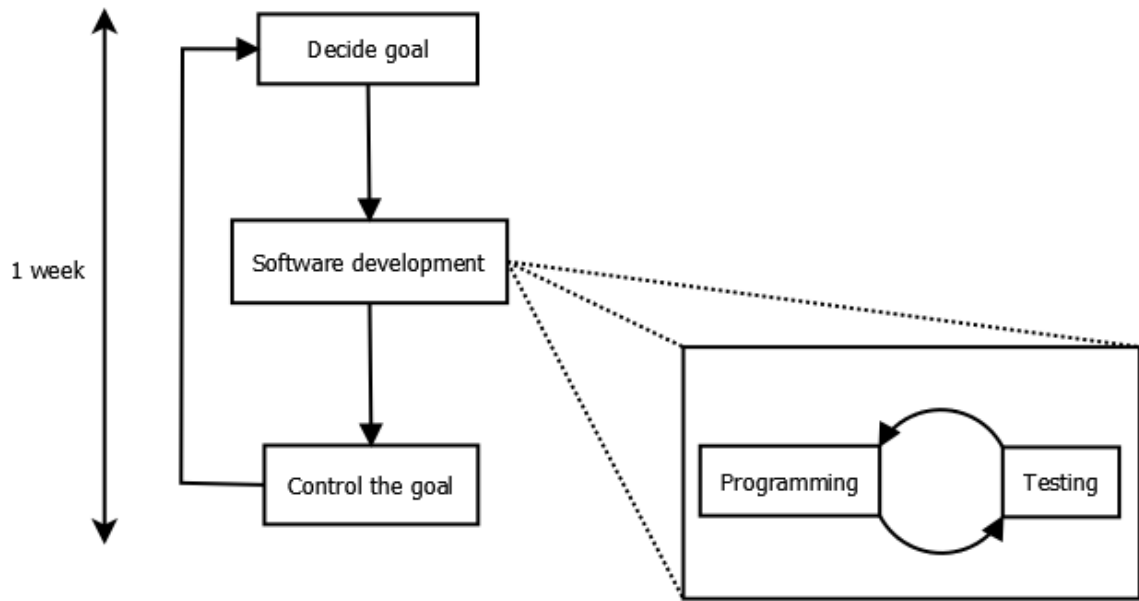 Decide goal
1 week
Software development
Control the goal
Programming
Testing